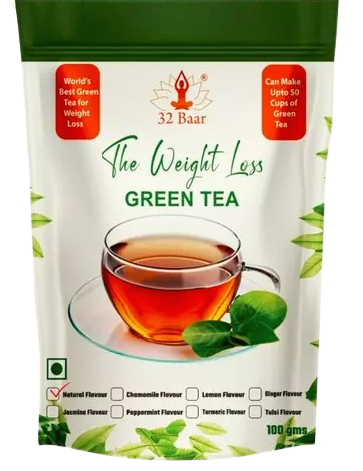 World's
Best Green
Tea for
Weight
Loss
®
32 Baar
Can Make
Upto 50
Cups of
Green
Tea
The Weight Loss
GREEN TEA
Natural Flavour
Chamomile Flavour
Lemon Flavour
Ginger Flavour
Jasmine Flavour
Peppermint Flavour
Turmeric Flavour
Tulsi Flavour
100 gms